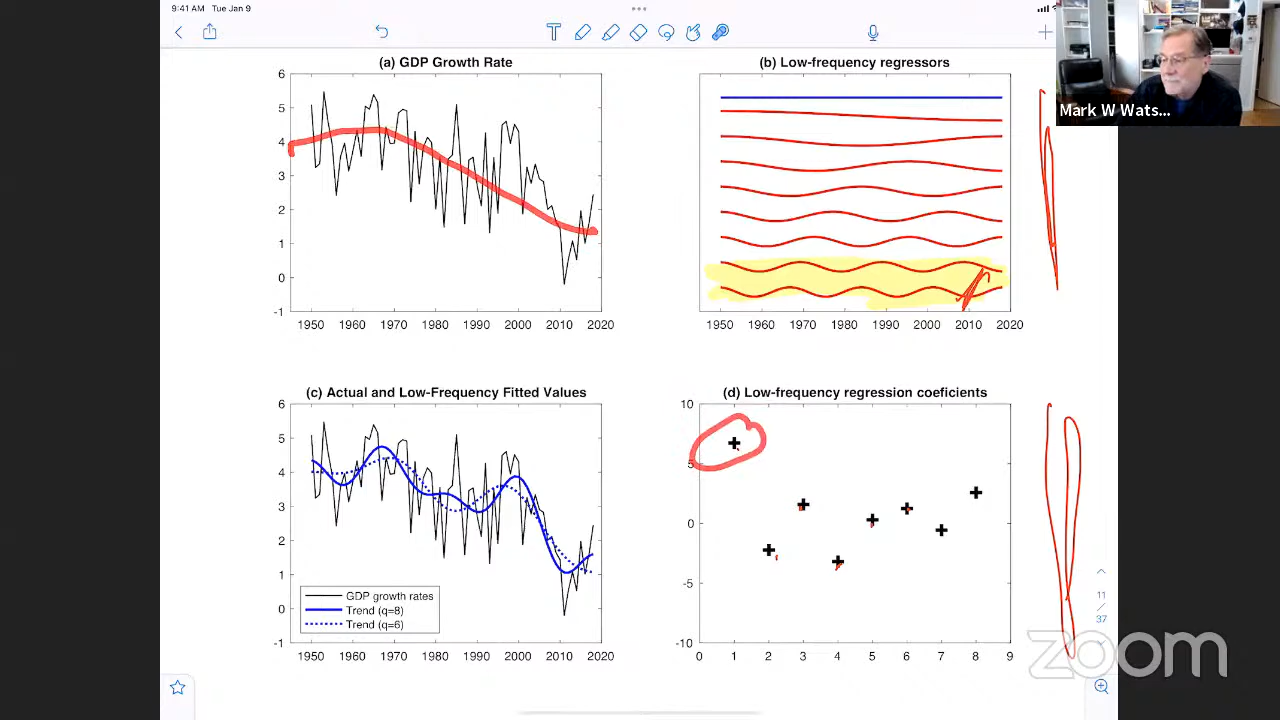 9:41 AM Tue Jan 9
Mark W Wats...
(a) GDP Growth Rate
6
5
4
3
2
1
0
-1
1950 1960 1970 1980 1990 2000 2010 2020
(b) Low-frequency regressors
1950 1960 1970 1980 1990 2000 2010 2020
(c) Actual and Low-Frequency Fitted Values
6
5
4
3
2
1
0
-1
GDP growth rates
Trend (q=8)
Trend (q=6)
1950 1960 1970 1980 1990 2000 2010 2020
(d) Low-frequency regression coeficients
10
5
0
-5
-10
0 1 2 3 4 5 6 7 8 9
11
/
37
zoom